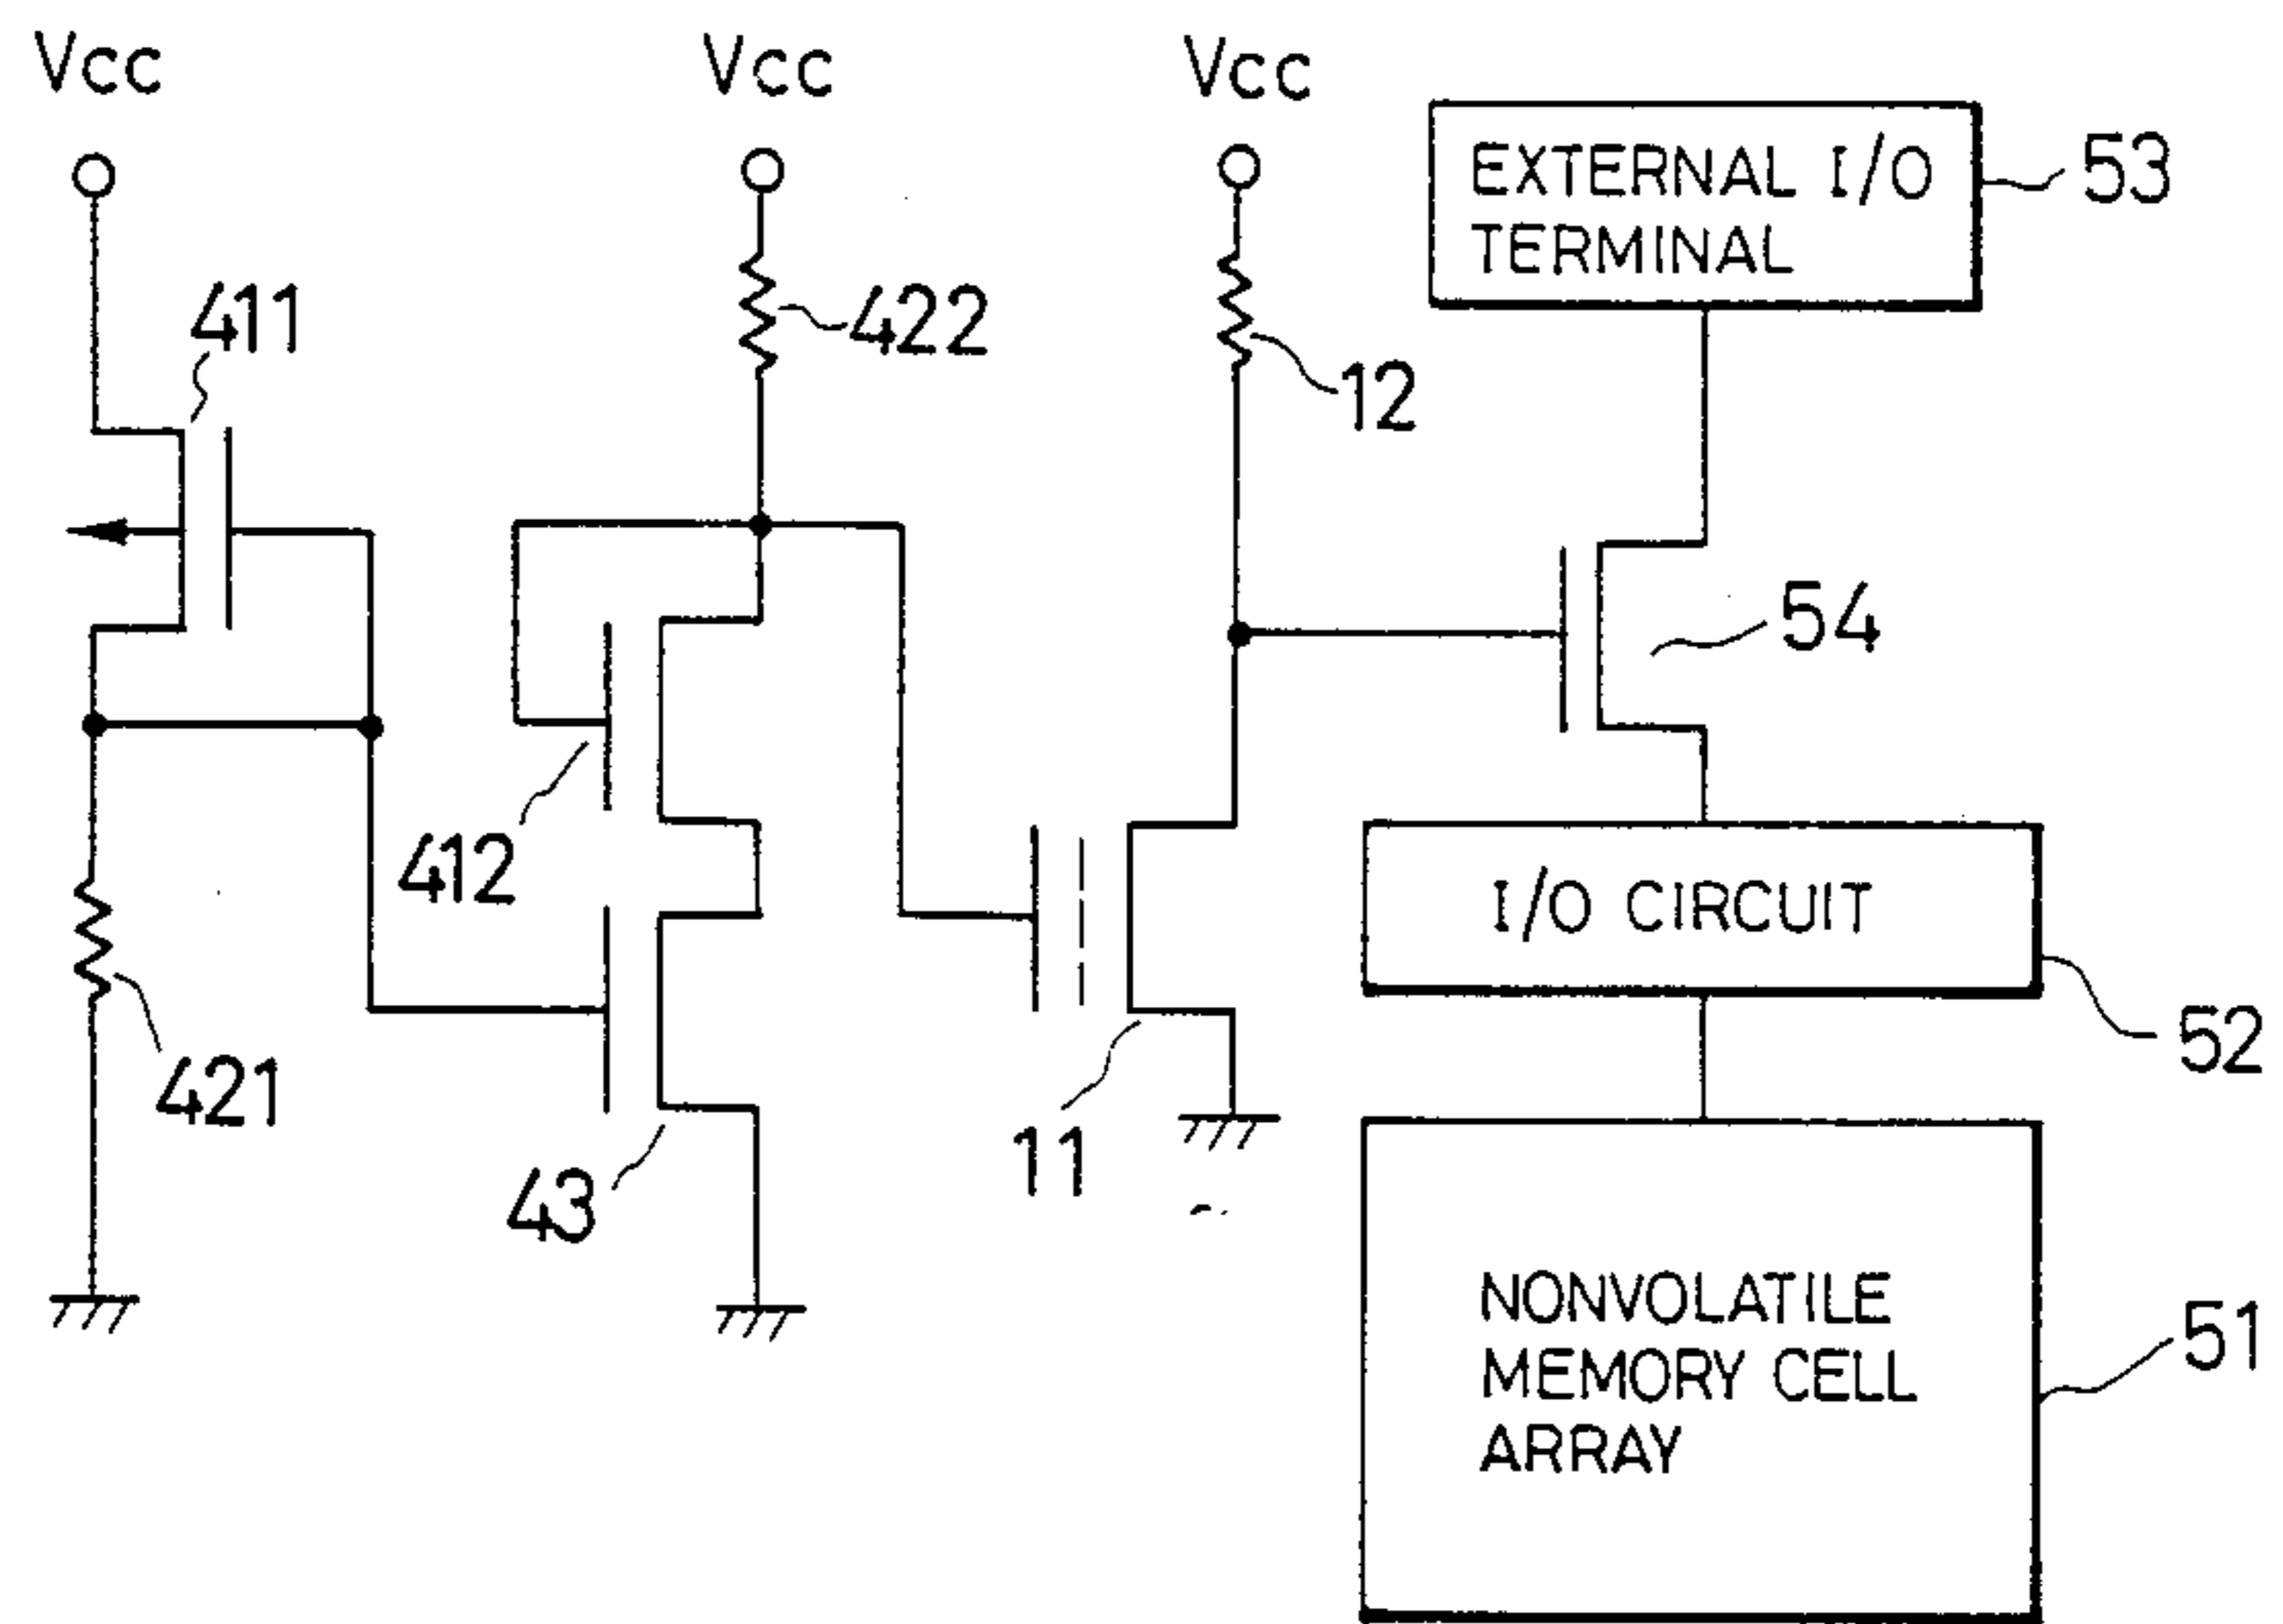 Vcc
Vcc
Vcc
EXTERNAL I/O
TERMINAL
53
411
422
12
54
412
I/O CIRCUIT
52
421
43
11
NONVOLATILE
MEMORY CELL
ARRAY
51